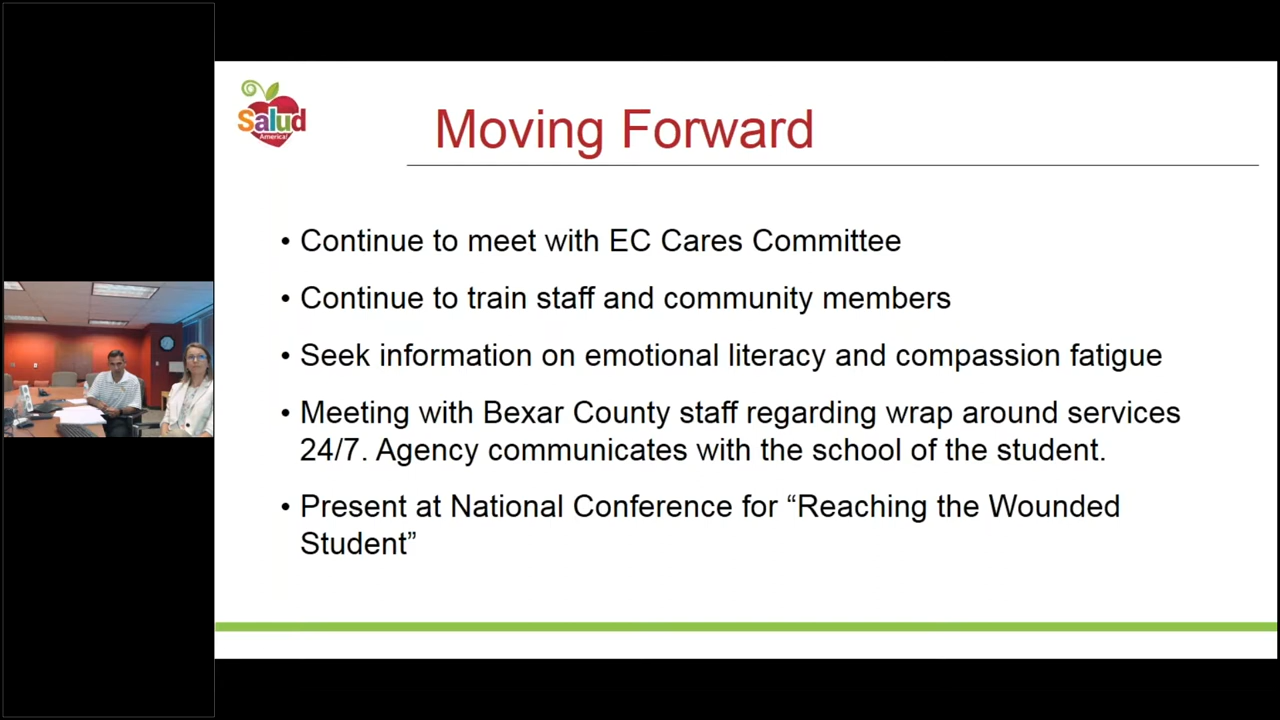 Salud
America!
Moving Forward
• Continue to meet with EC Cares Committee
• Continue to train staff and community members
• Seek information on emotional literacy and compassion fatigue
• Meeting with Bexar County staff regarding wrap around services
24/7. Agency communicates with the school of the student.
• Present at National Conference for “Reaching the Wounded
Student”